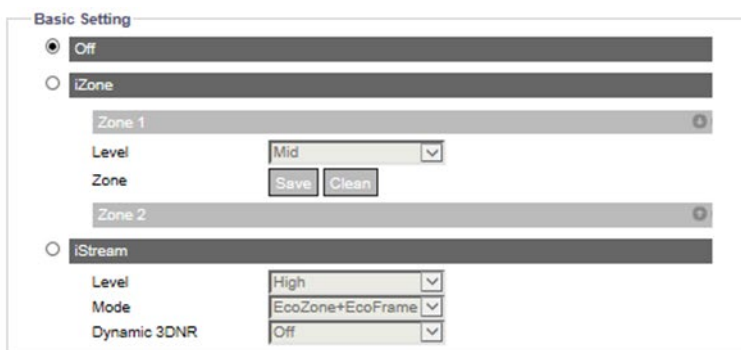 Basic Setting
Off
iZone
Zone 1
Level Mid
Zone Save Clean
Zone 2
iStream
Level High
Mode EcoZone+EcoFrame
Dynamic 3DNR Off